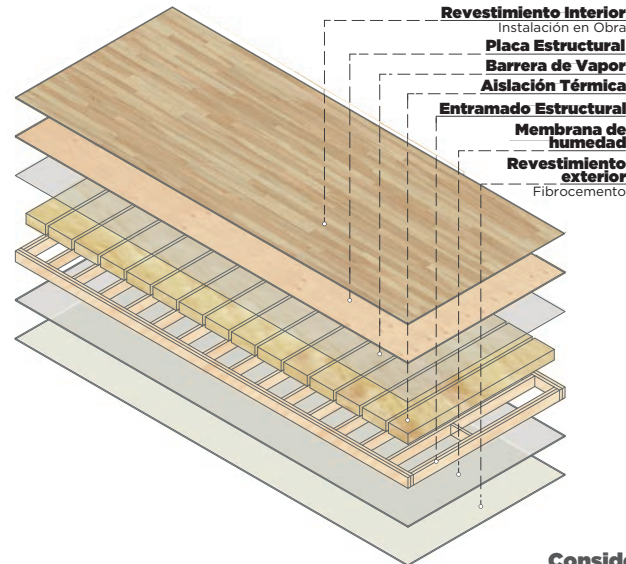 Revestimiento Interior
Instalación en Obra
Placa Estructural
Barrera de Vapor
Aislación Térmica
Entramado Estructural
Membrana de
humedad
Revestimiento
exterior
Fibrocemento